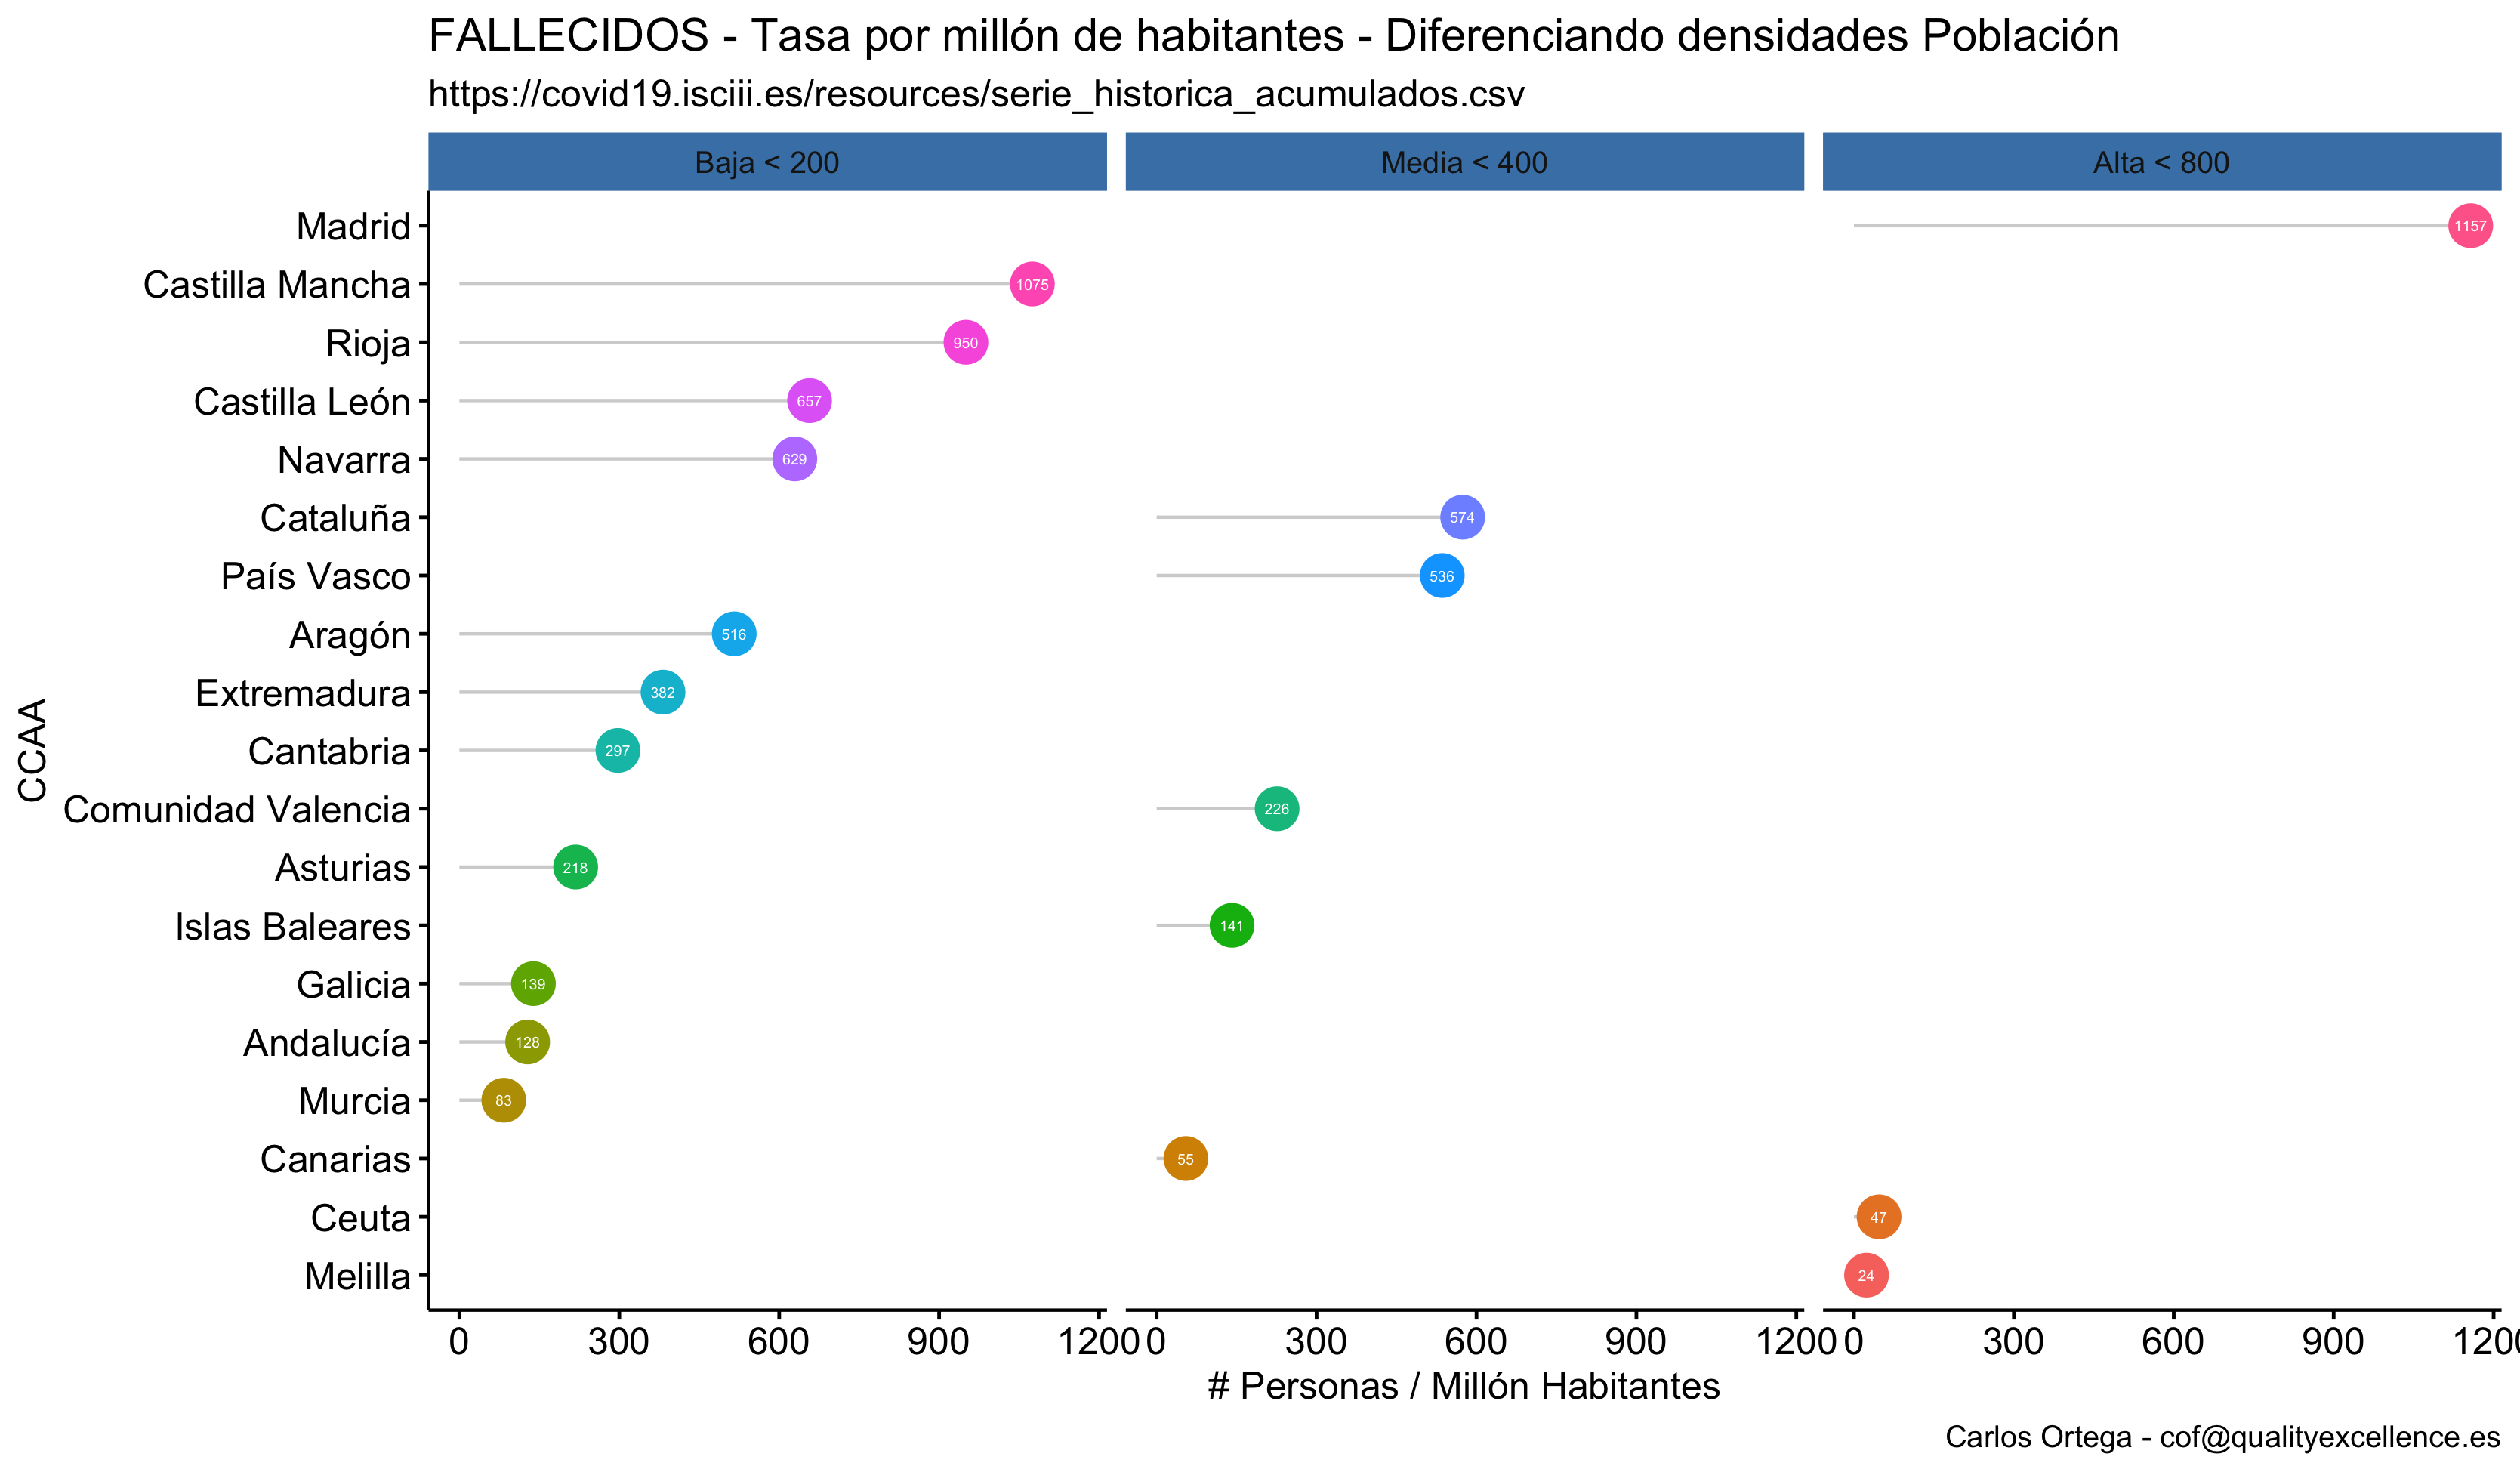 FALLECIDOS - Tasa por millón de habitantes - Diferenciando densidades Población
https://covid19.isciii.es/resources/serie_historica_acumulados.csv
Baja < 200 Media < 400 Alta < 800
Madrid 1157
Castilla Mancha 1075
Rioja 950
Castilla León 657
Navarra 629
Cataluña 574
País Vasco 536
Aragón 516
Extremadura 382
Cantabria 297
Comunidad Valencia 226
Asturias 218
Islas Baleares 141
Galicia 139
Andalucía 128
Murcia 83
Canarias 55
Ceuta 47
Melilla 24
CCAA
0 300 600 900 1200 0 300 600 900 1200 0 300 600 900 1200
# Personas / Millón Habitantes
Carlos Ortega - cof@qualityexcellence.es